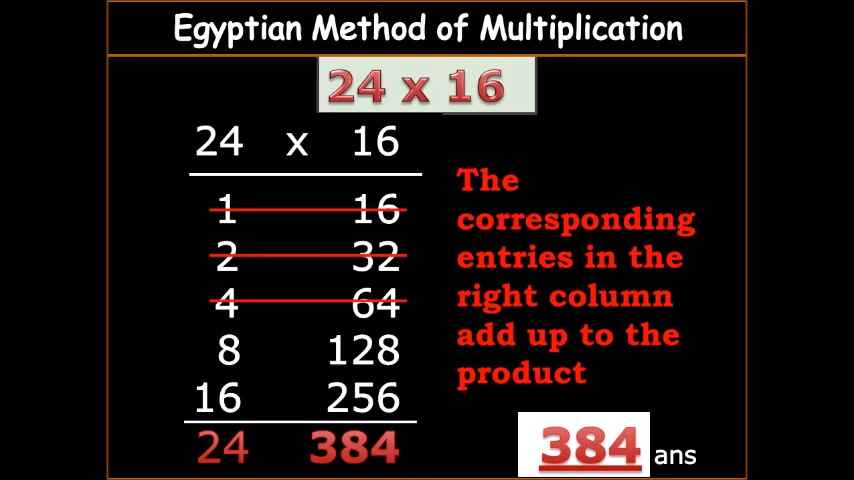 Egyptian Method of Multiplication
24 x 16
24 x 16
1 16
2 32
4 64
8 128
16 256
24 384
The
corresponding
entries in the
right column
add up to the
product
384 ans